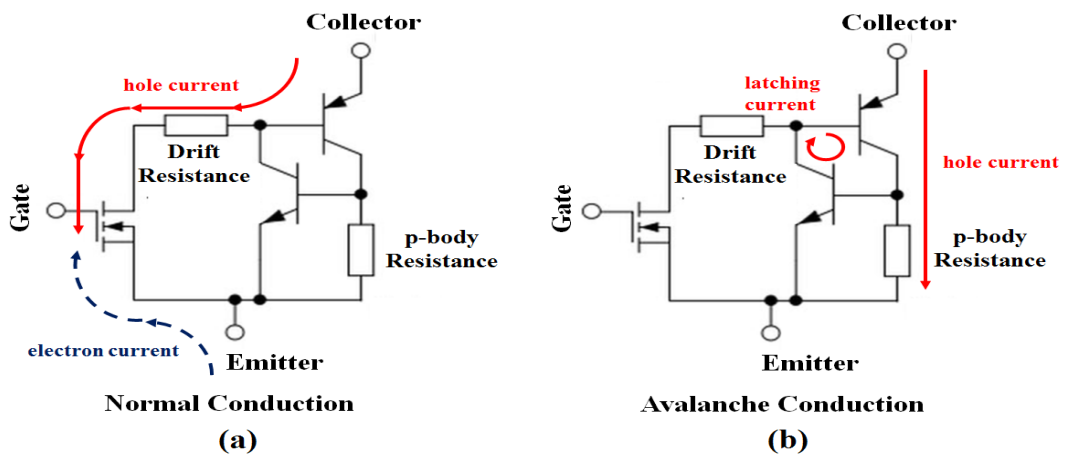 Collector
hole current
Drift
Resistance
Gate
p-body
Resistance
electron current
Emitter
Normal Conduction
(a)
Collector
latching
current
hole current
Drift
Resistance
Gate
p-body
Resistance
Emitter
Avalanche Conduction
(b)